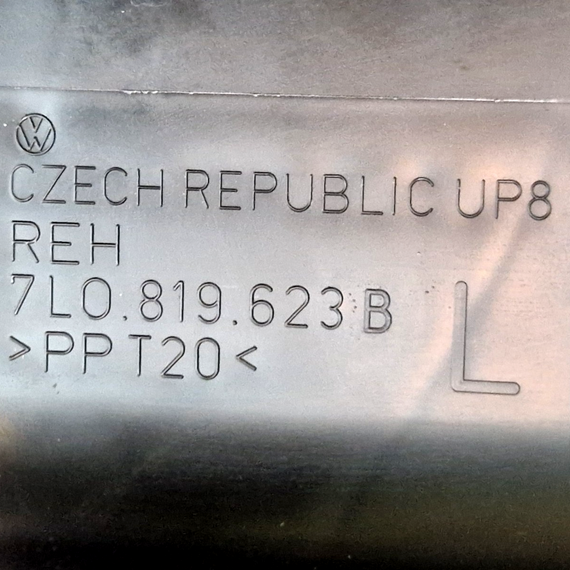 CZECH REPUBLIC UP8
REH
7L0.819.623 B
>PP T20<
L